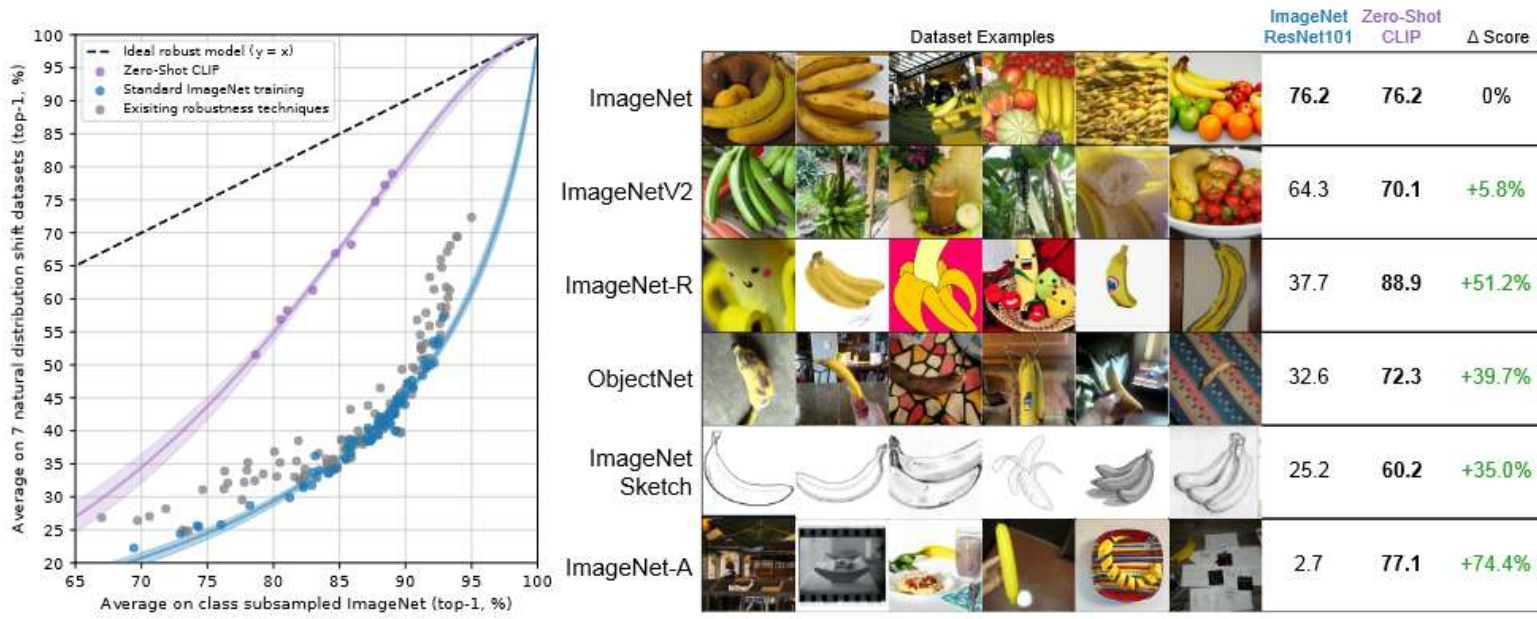 Average on 7 natural distribution shift datasets (top-1, %)
100
95
90
85
80
75
70
65
60
55
50
45
40
35
30
25
20
65
70
75
80
85
90
95
100
Average on class subsampled ImageNet (top-1, %)
Ideal robust model (y = x)
Zero-Shot CLIP
Standard ImageNet training
Exisiting robustness techniques
Dataset Examples
ImageNet
ResNet101
Zero-Shot
CLIP
Δ Score
ImageNet 76.2 76.2 0%
ImageNetV2 64.3 70.1 +5.8%
ImageNet-R 37.7 88.9 +51.2%
ObjectNet 32.6 72.3 +39.7%
ImageNet
Sketch 25.2 60.2 +35.0%
ImageNet-A 2.7 77.1 +74.4%